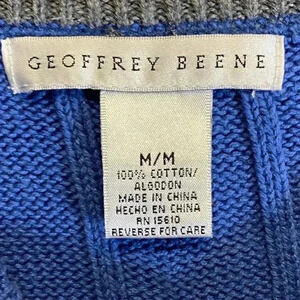 GEOFFREY BEENE
M/M
100% COTTON/
ALGODON
MADE IN CHINA
HECHO EN CHINA
RN 15610
REVERSE FOR CARE